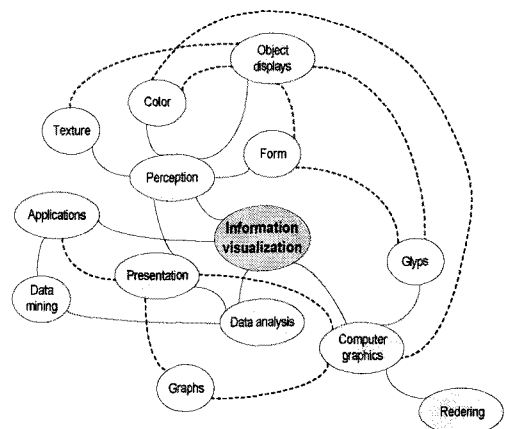 Object
displays
Color
Texture
Form
Perception
Applications
Information
visualization
Glyps
Presentation
Data
mining
Data analysis
Computer
graphics
Graphs
Redering